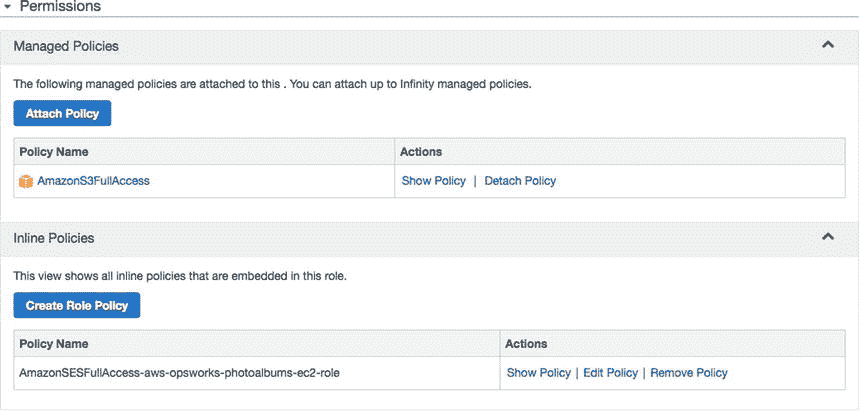 Permissions
Managed Policies
The following managed policies are attached to this . You can attach up to Infinity managed policies.
Attach Policy
Policy Name Actions
AmazonS3FullAccess Show Policy | Detach Policy
Inline Policies
This view shows all inline policies that are embedded in this role.
Create Role Policy
Policy Name Actions
AmazonSESFullAccess-aws-opsworks-photoalbums-ec2-role Show Policy | Edit Policy | Remove Policy